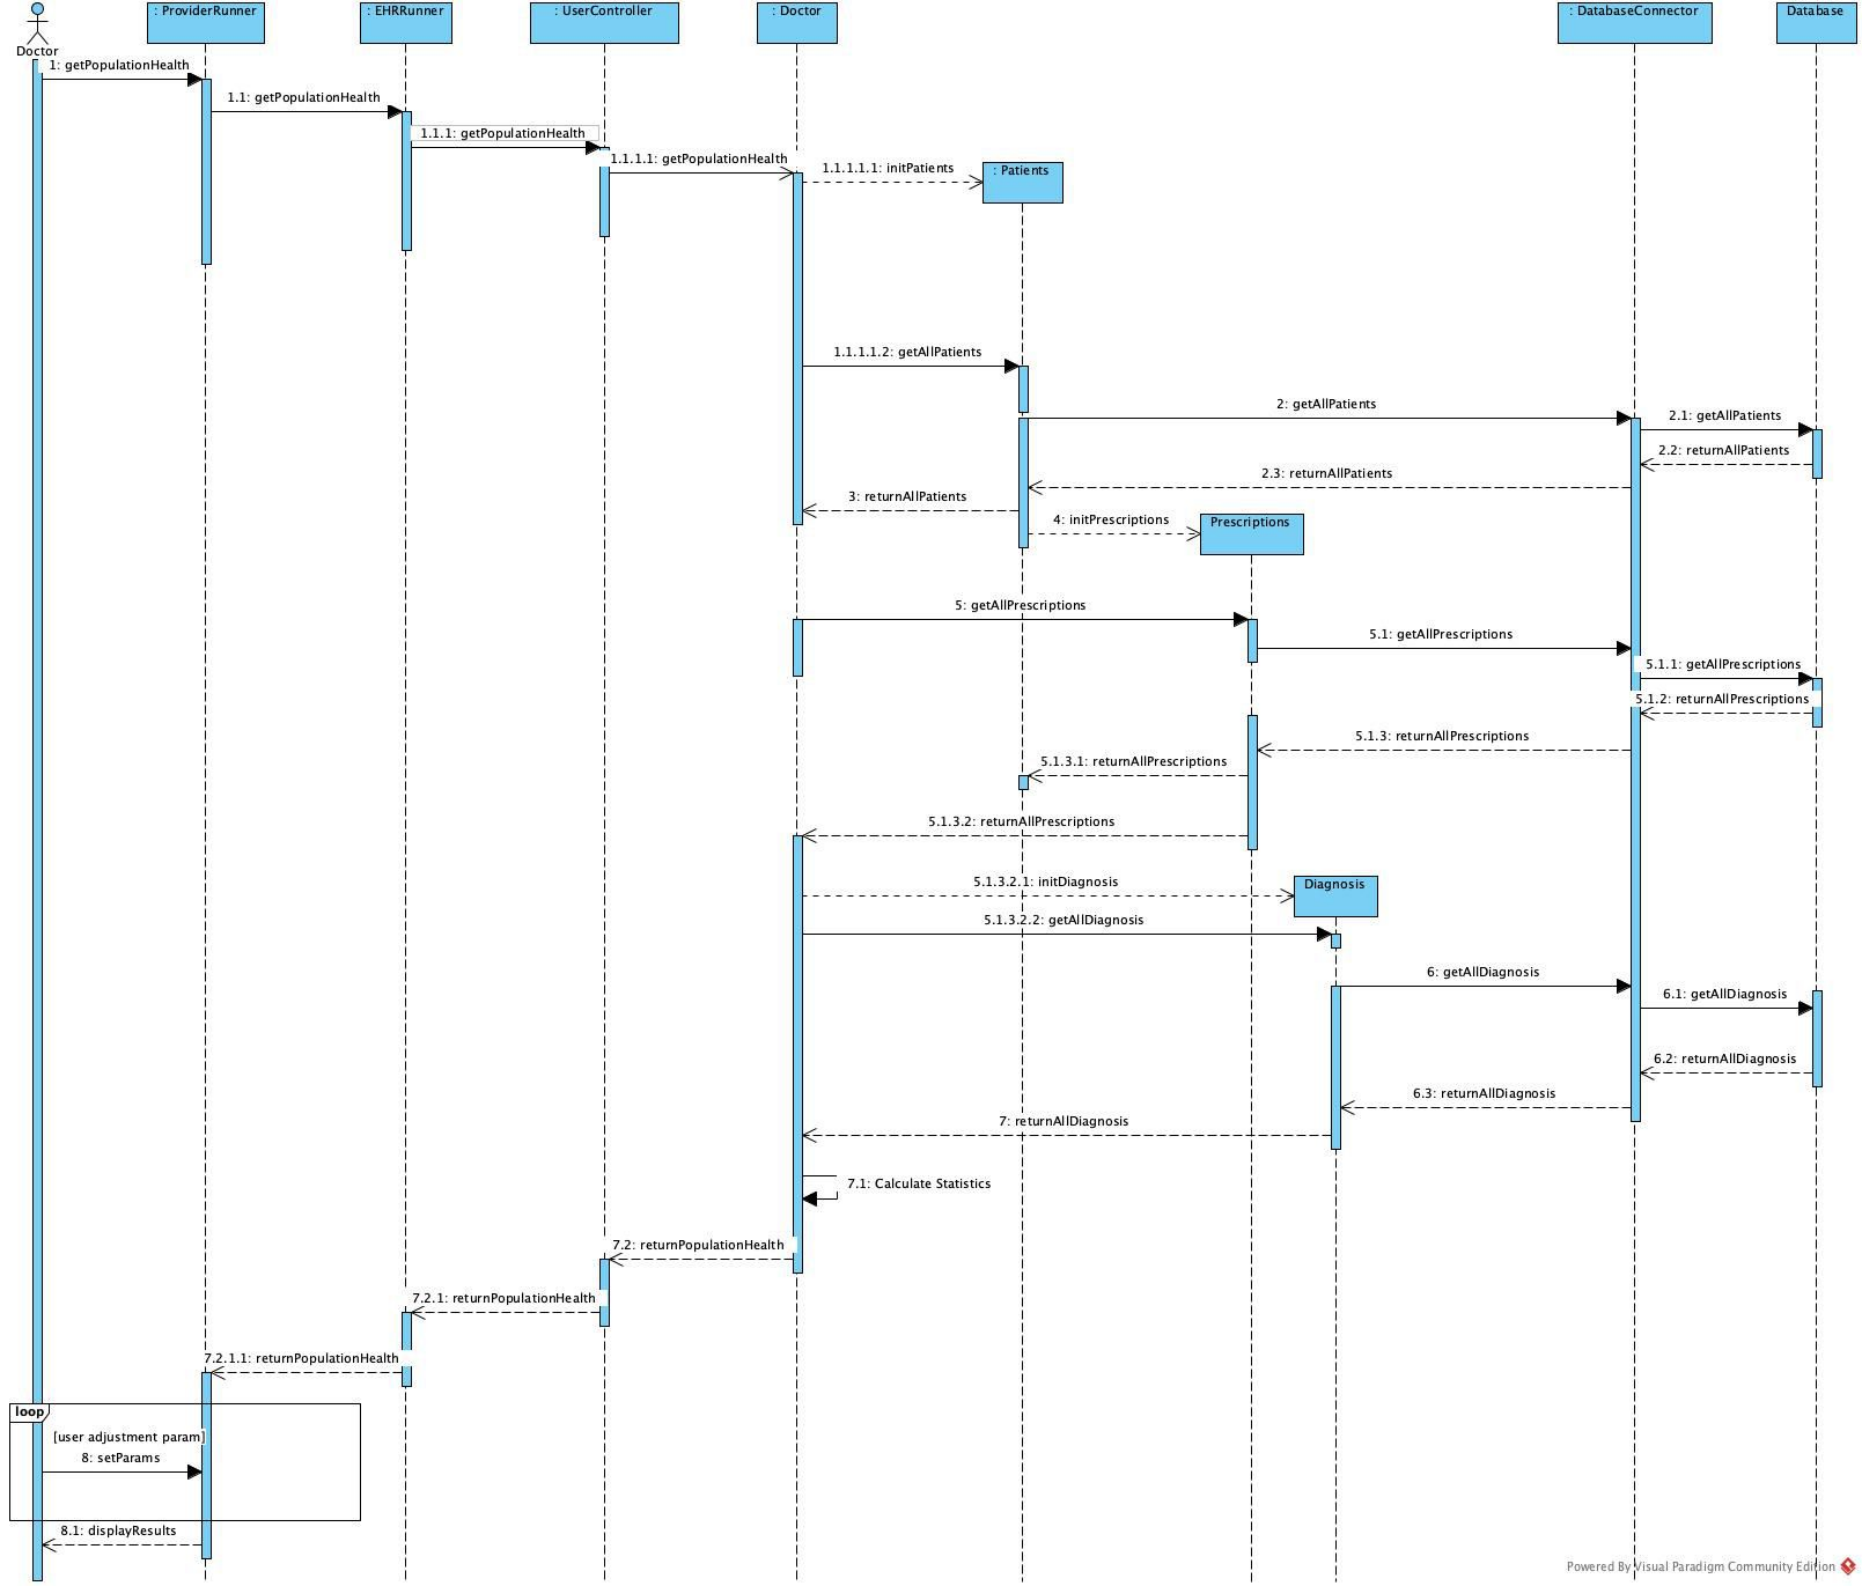 : ProviderRunner
: EHRRunner
: UserController
: Doctor
: DatabaseConnector
Database
Doctor
1: getPopulationHealth
1.1: getPopulationHealth
1.1.1: getPopulationHealth
1.1.1.1: getPopulationHealth
1.1.1.1.1: initPatients
: Patients
1.1.1.1.2: getAllPatients
2: getAllPatients
2.1: getAllPatients
2.2: returnAllPatients
2.3: returnAllPatients
3: returnAllPatients
4: initPrescriptions
Prescriptions
5: getAllPrescriptions
5.1: getAllPrescriptions
5.1.1: getAllPrescriptions
5.1.2: returnAllPrescriptions
5.1.3: returnAllPrescriptions
5.1.3.1: returnAllPrescriptions
5.1.3.2: returnAllPrescriptions
5.1.3.2.1: initDiagnosis
Diagnosis
5.1.3.2.2: getAllDiagnosis
6: getAllDiagnosis
6.1: getAllDiagnosis
6.2: returnAllDiagnosis
6.3: returnAllDiagnosis
7: returnAllDiagnosis
7.1: Calculate Statistics
7.2: returnPopulationHealth
7.2.1: returnPopulationHealth
7.2.1.1: returnPopulationHealth
loop
[user adjustment param]
8: setParams
8.1: displayResults
Powered By Visual Paradigm Community Edition